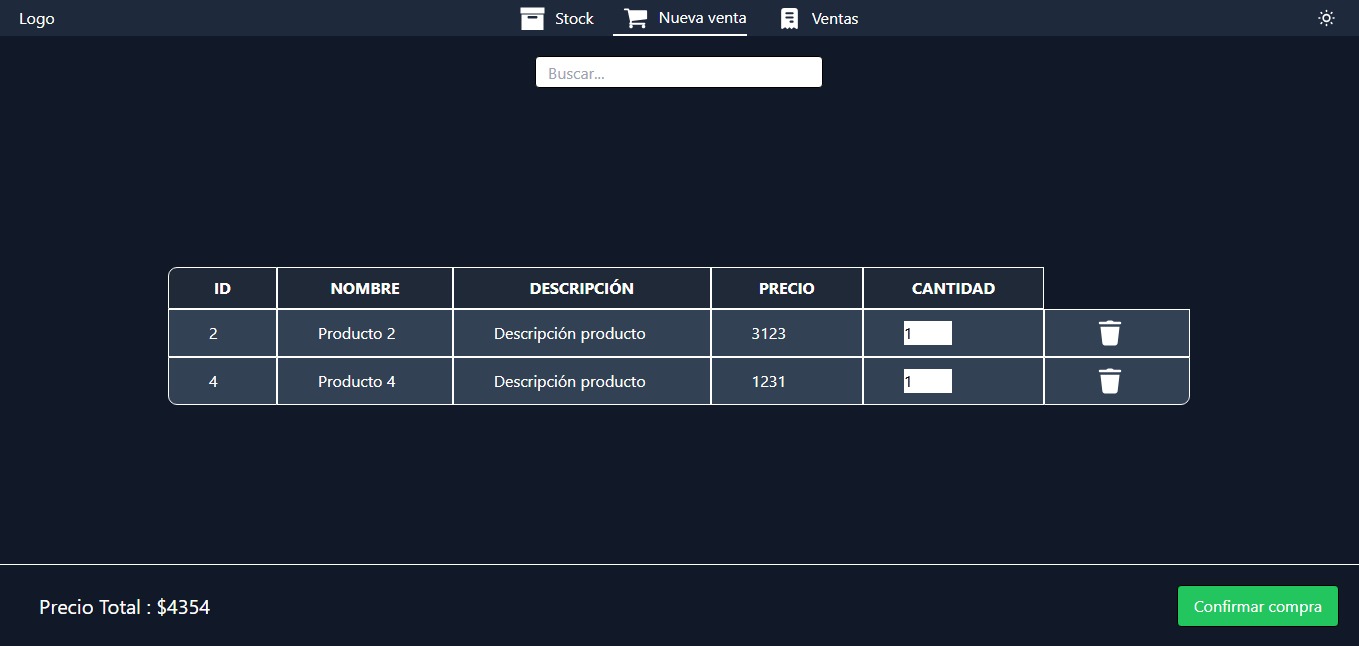 Logo Stock Nueva venta Ventas
Buscar...
ID NOMBRE DESCRIPCIÓN PRECIO CANTIDAD
2 Producto 2 Descripción producto 3123 1
4 Producto 4 Descripción producto 1231 1
Precio Total : $4354 Confirmar compra